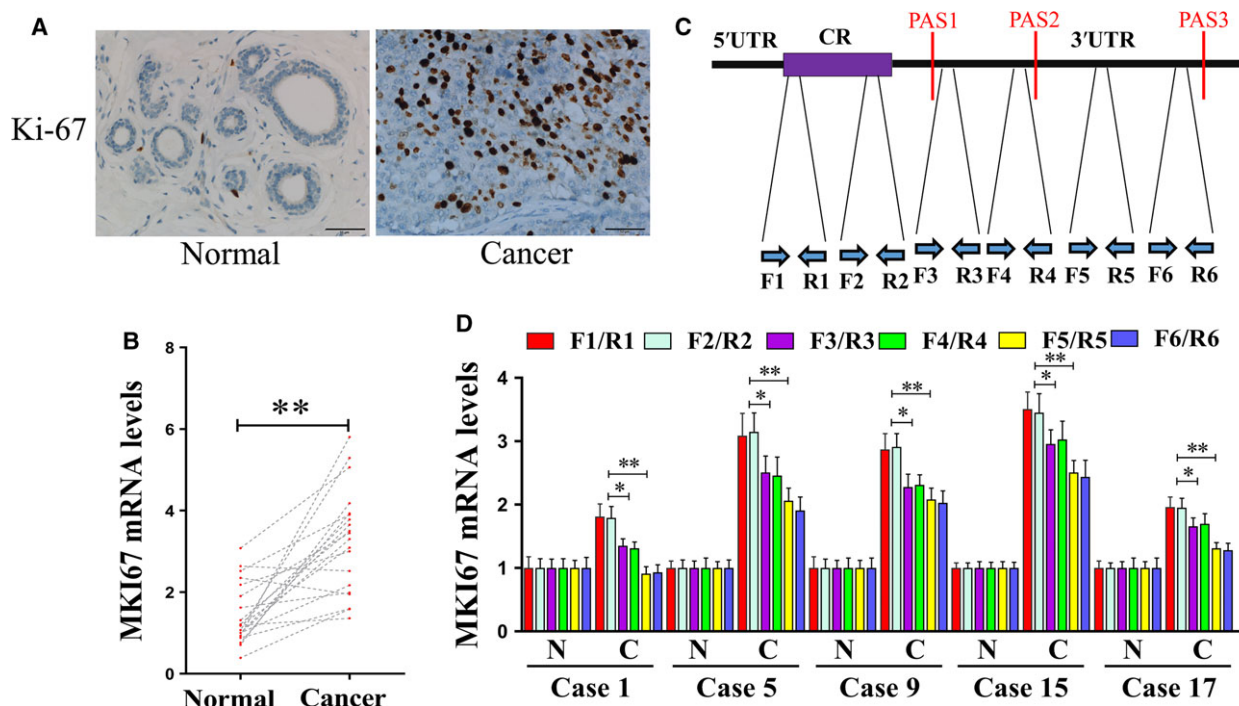 A
Ki-67
Normal
Cancer
C
5'UTR
CR
PAS1
PAS2
3'UTR
PAS3
F1 R1 F2 R2 F3 R3 F4 R4 F5 R5 F6 R6
B
MKI67 mRNA levels
8
6
4
2
0
**
Normal Cancer
D
F1/R1 F2/R2 F3/R3 F4/R4 F5/R5 F6/R6
MKI67 mRNA levels
4
3
2
1
0
** * ** * ** * ** * ** *
N C N C N C N C N C
Case 1 Case 5 Case 9 Case 15 Case 17